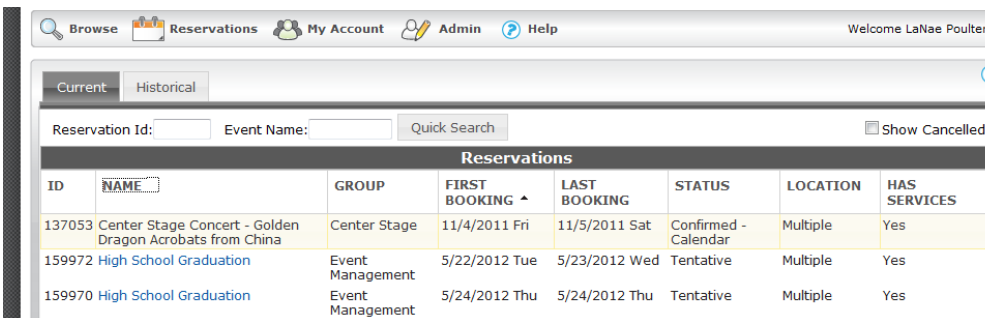 Browse Reservations My Account Admin Help Welcome LaNae Poulter
Current Historical
Reservation Id: Event Name: Quick Search Show Cancelled
Reservations
ID NAME GROUP FIRST BOOKING LAST BOOKING STATUS LOCATION HAS SERVICES
137053 Center Stage Concert - Golden Dragon Acrobats from China Center Stage 11/4/2011 Fri 11/5/2011 Sat Confirmed - Calendar Multiple Yes
159972 High School Graduation Event Management 5/22/2012 Tue 5/23/2012 Wed Tentative Multiple Yes
159970 High School Graduation Event Management 5/24/2012 Thu 5/24/2012 Thu Tentative Multiple Yes